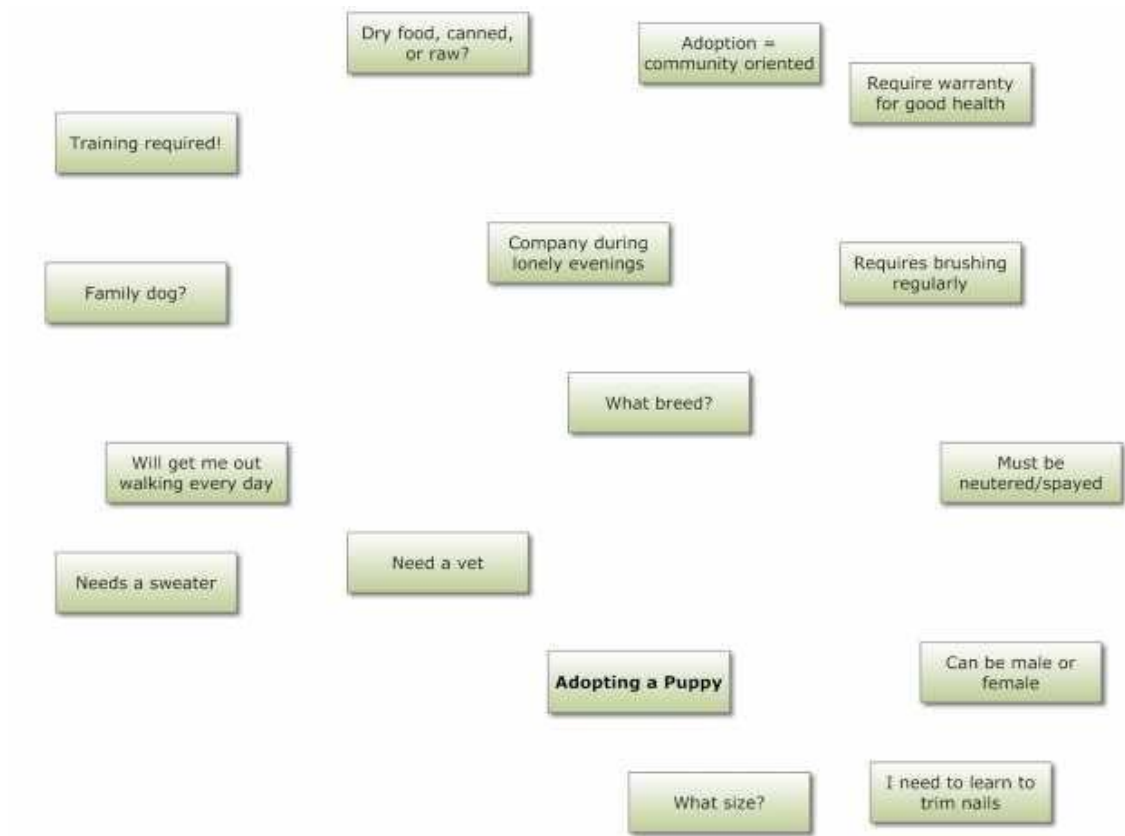 Dry food, canned,
or raw?
Adoption =
community oriented
Require warranty
for good health
Training required!
Company during
lonely evenings
Requires brushing
regularly
Family dog?
What breed?
Will get me out
walking every day
Must be
neutered/spayed
Need a vet
Needs a sweater
Adopting a Puppy
Can be male or
female
What size?
I need to learn to
trim nails